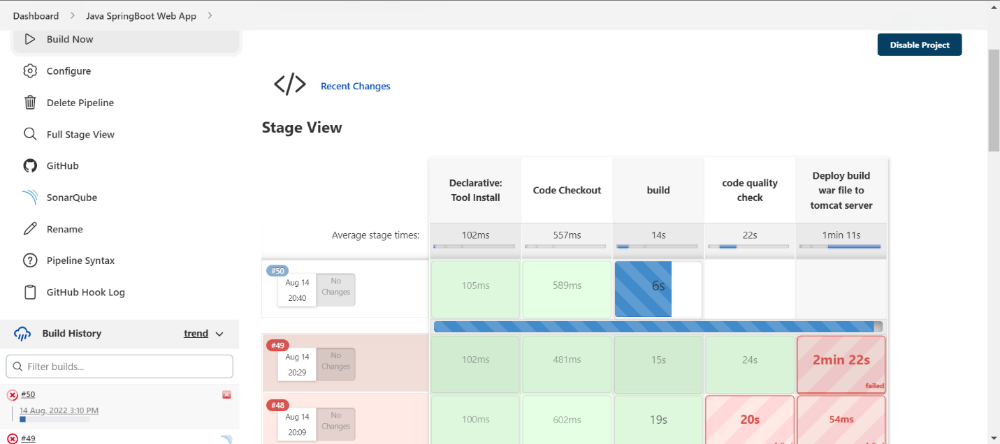 Dashboard
Java SpringBoot Web App
Build Now
Configure
Delete Pipeline
Full Stage View
GitHub
SonarQube
Rename
Pipeline Syntax
GitHub Hook Log
Build History
trend
Filter builds...
#50
14 Aug, 2022 3:10 PM
#49
Disable Project
Recent Changes
Stage View
Declarative:
Tool Install
Code Checkout
build
code quality
check
Deploy build
war file to
tomcat server
Average stage times:
102ms
557ms
14s
22s
1min 11s
#50
Aug 14
20:40
No
Changes
105ms
589ms
6s
#49
Aug 14
20:29
No
Changes
102ms
481ms
15s
24s
2min 22s
failed
#48
Aug 14
20:09
No
Changes
100ms
602ms
19s
20s
54ms